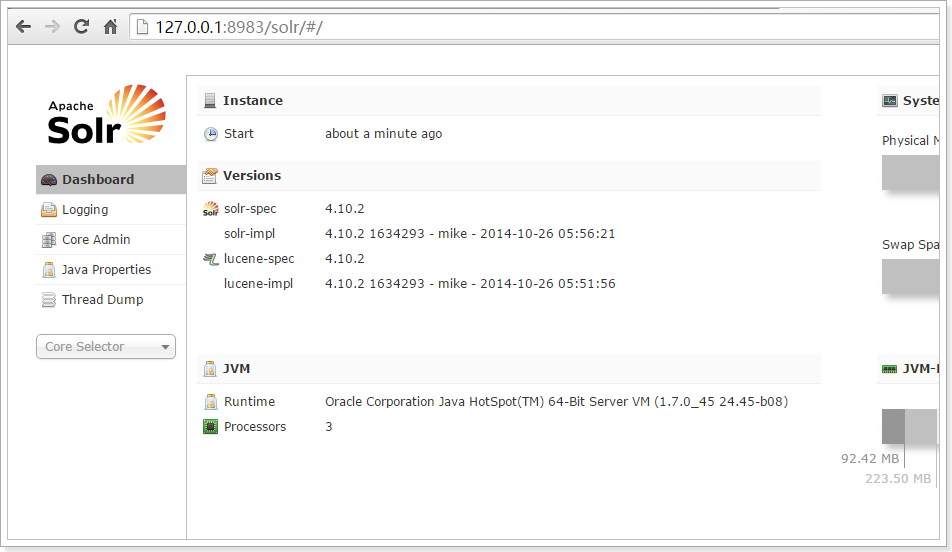 127.0.0.1:8983/solr/#/
Apache
Solr
Dashboard
Logging
Core Admin
Java Properties
Thread Dump
Core Selector
Instance
Start about a minute ago
Versions
solr-spec 4.10.2
solr-impl 4.10.2 1634293 - mike - 2014-10-26 05:56:21
lucene-spec 4.10.2
lucene-impl 4.10.2 1634293 - mike - 2014-10-26 05:51:56
JVM
Runtime Oracle Corporation Java HotSpot(TM) 64-Bit Server VM (1.7.0_45 24.45-b08)
Processors 3
Syste
Physical
Swap Spa
JVM-
92.42 MB
223.50 MB